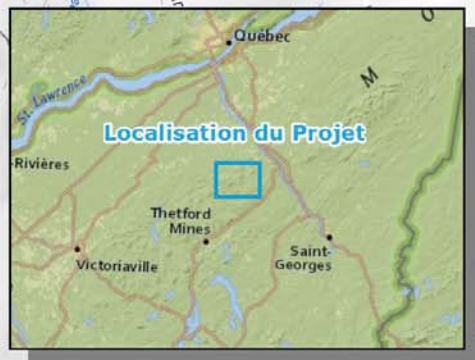 Québec
M O
St. Lawrence
Localisation du Projet
-Rivières
Thetford
Mines
Saint-
Georges
Victoriaville